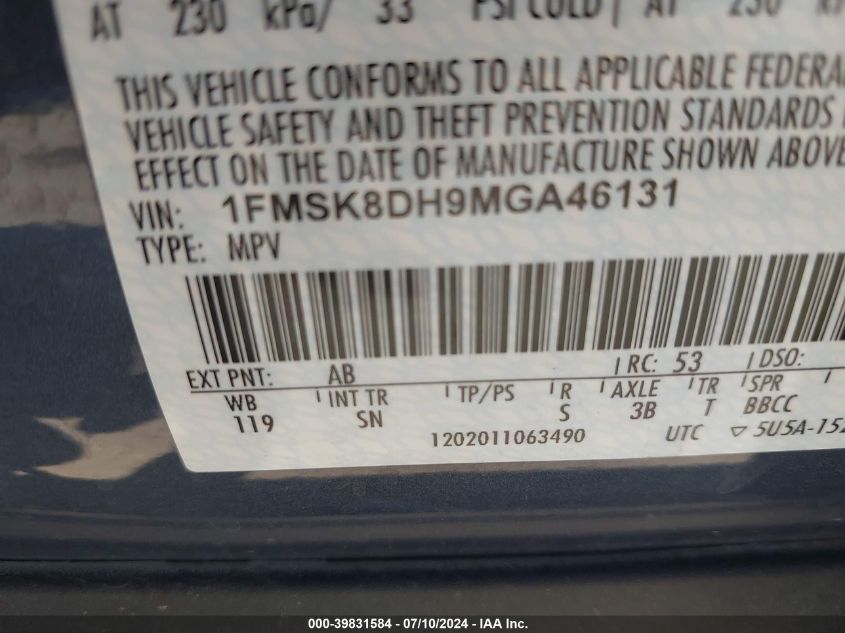 AT 230 kPa/ 33 PSI COLD | AT 230
THIS VEHICLE CONFORMS TO ALL APPLICABLE FEDERA
VEHICLE SAFETY AND THEFT PREVENTION STANDARDS
EFFECT ON THE DATE OF MANUFACTURE SHOWN ABOVE
VIN: 1FMSK8DH9MGA46131
TYPE: MPV
EXT PNT: AB | RC: 53 | DSO:
WB | INT TR | TP/PS | R | AXLE | TR | SPR |
119 SN S 3B T BBCC
1202011063490 UTC ▽ 5U5A-152
000-39831584 / 07/10/2024 - IAA Inc.